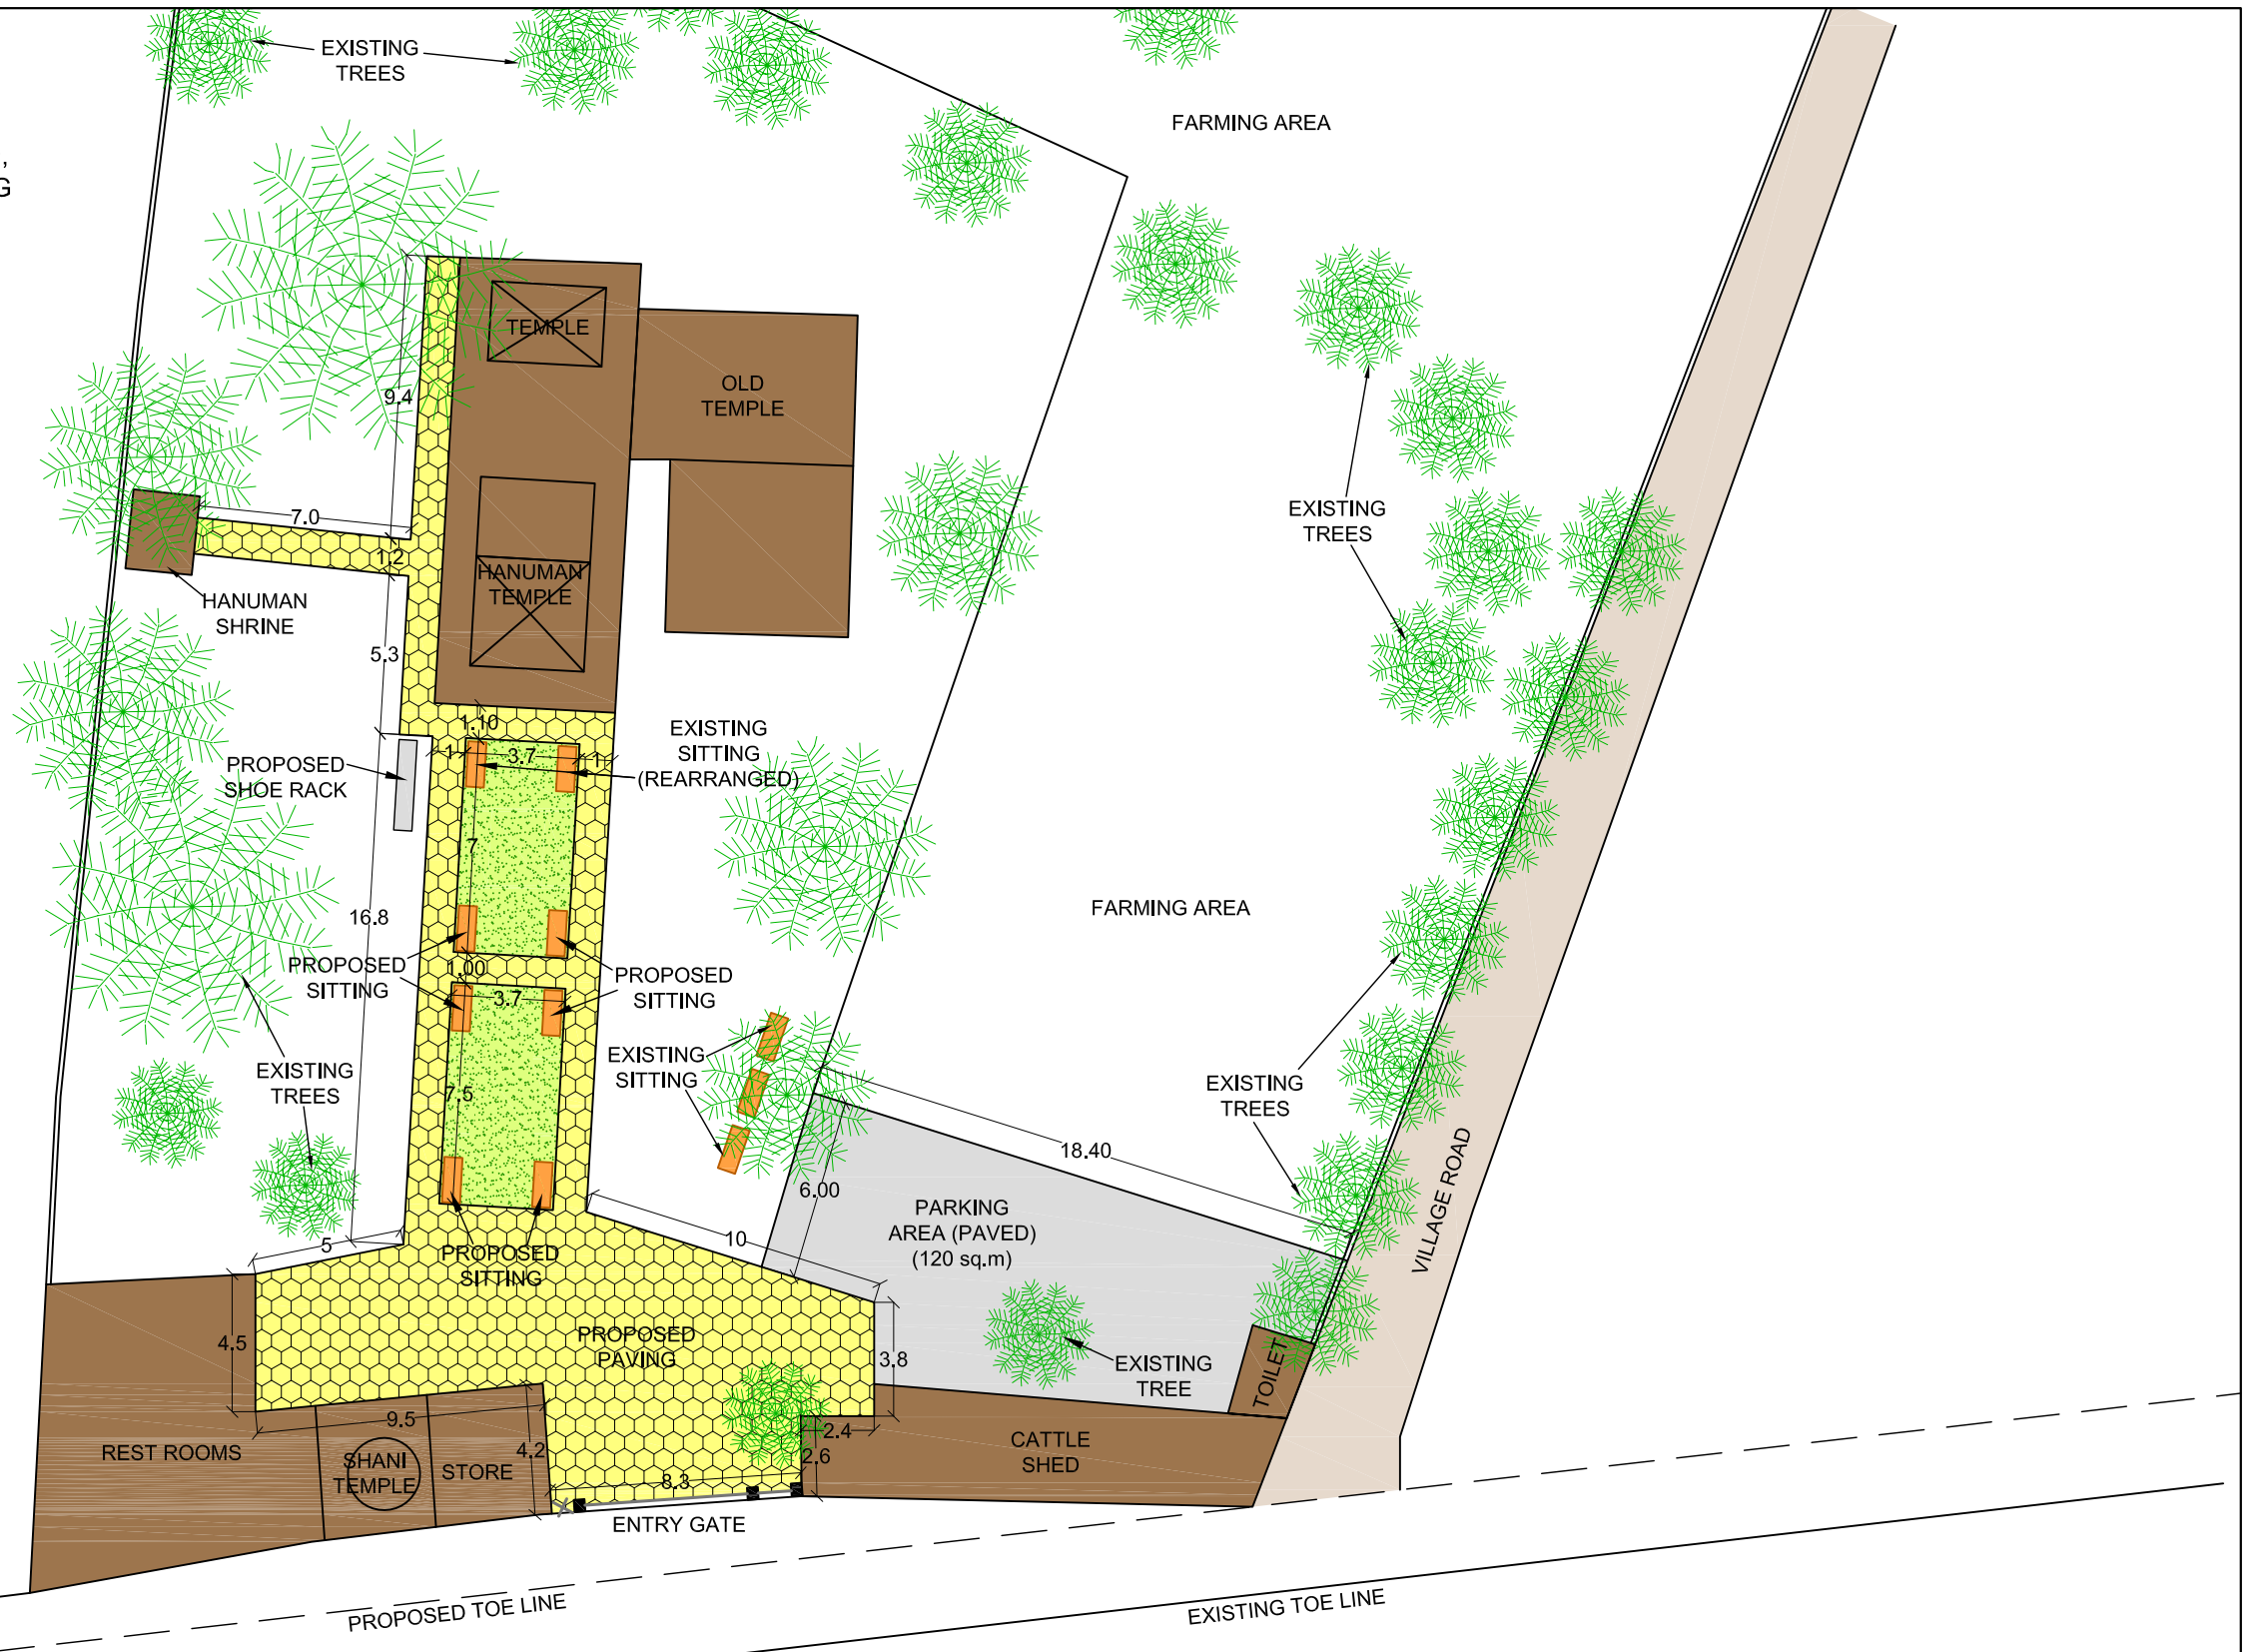 EXISTING
TREES
FARMING AREA
,
G
TEMPLE
OLD
TEMPLE
9.4
7.0
1.2
EXISTING
TREES
HANUMAN
TEMPLE
HANUMAN
SHRINE
5.3
1.10
EXISTING
SITTING
(REARRANGED)
1
3.7
1
PROPOSED
SHOE RACK
7
16.8
FARMING AREA
PROPOSED
SITTING
1.00
PROPOSED
SITTING
3.7
EXISTING
SITTING
EXISTING
TREES
7.5
EXISTING
TREES
18.40
6.00
VILLAGE ROAD
PARKING
AREA (PAVED)
(120 sq.m)
10
5
PROPOSED
SITTING
4.5
PROPOSED
PAVING
3.8
EXISTING
TREE
TOILET
9.5
2.4
REST ROOMS
SHANI
TEMPLE
STORE
4.2
2.6
CATTLE
SHED
8.3
ENTRY GATE
PROPOSED TOE LINE
EXISTING TOE LINE